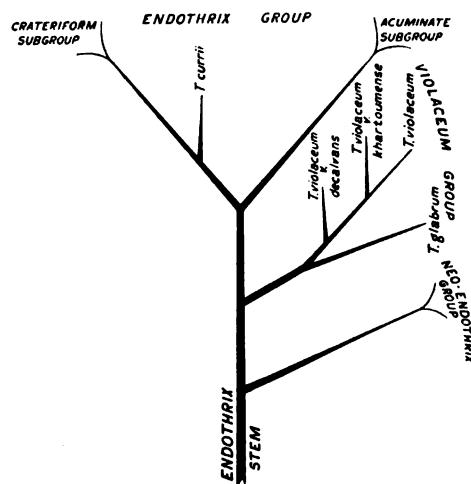 ENDOTHRIX GROUP
CRATERIFORM
SUBGROUP
ACUMINATE
SUBGROUP
T currii
T.violaceum
v.
decalvans
T.violaceum
v.
khartoumense
T.violaceum
VIOLACEUM GROUP
T.glabrum
NEO-ENDOTHRIX
GROUP
ENDOTHRIX
STEM